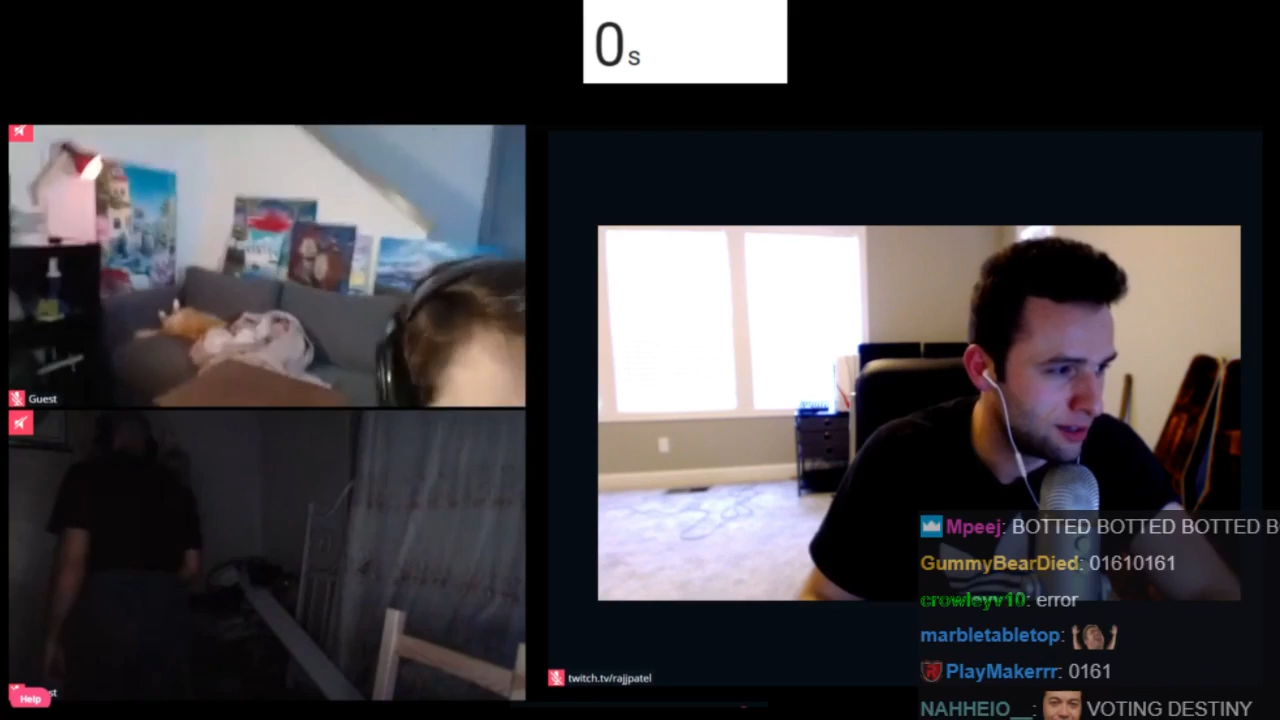 0s
Guest
Help
twitch.tv/rajjpatel
Mpeej: BOTTED BOTTED BOTTED B
GummyBearDied: 01610161
crowleyv10: error
marbletabletop:
PlayMakerrr: 0161
NAHHEIO__: VOTING DESTINY